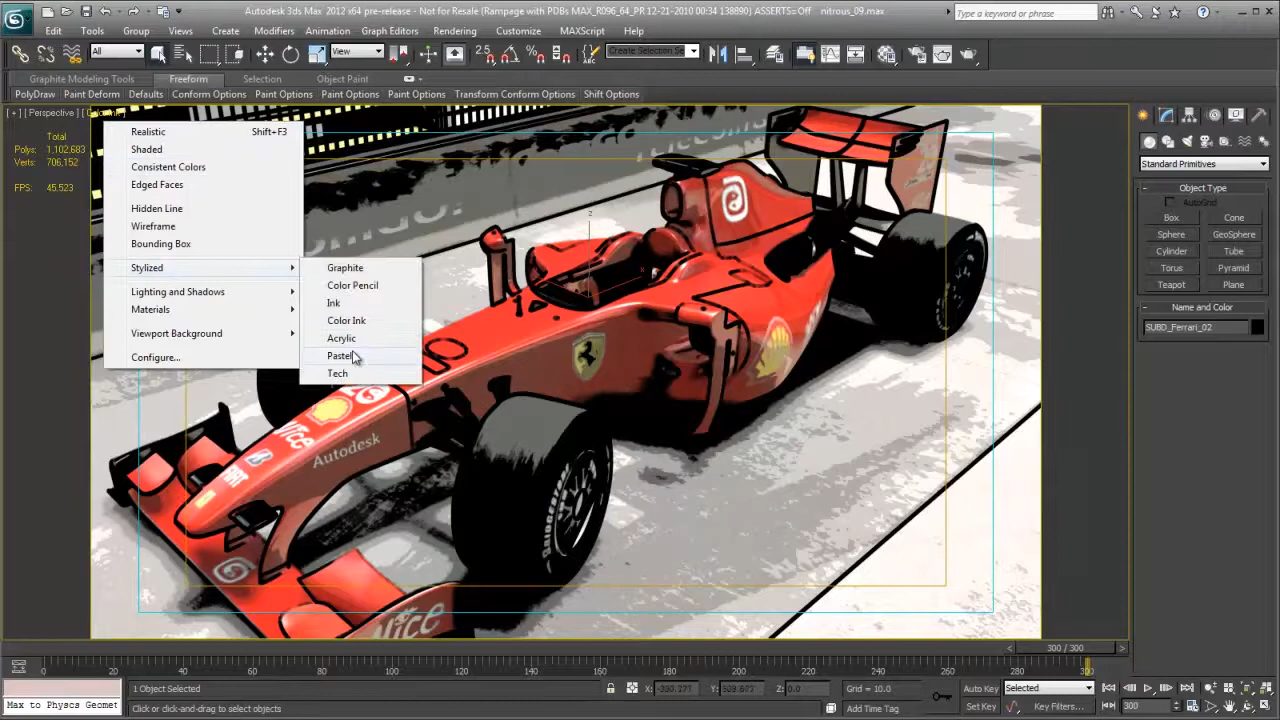 Autodesk 3ds Max 2012 x64 pre-release - Not for Resale (Rampage with PDBs MAX_R096_64_PR 12-21-2010 00:34 138890) ASSERTS=Off nitrous_09.max
Type a keyword or phrase
Edit Tools Group Views Create Modifiers Animation Graph Editors Rendering Customize MAXScript Help
All View 2.5 Create Selection Se
Graphite Modeling Tools Freeform Selection Object Paint
PolyDraw Paint Deform Defaults Conform Options Paint Options Paint Options Paint Options Transform Conform Options Shift Options
[ + ] [ Perspective ]
Total
Polys: 1,102,683
Verts: 706,152
FPS: 45.523
Realistic Shift+F3
Shaded
Consistent Colors
Edged Faces
Hidden Line
Wireframe
Bounding Box
Stylized
Lighting and Shadows
Materials
Viewport Background
Configure...
Graphite
Color Pencil
Ink
Color Ink
Acrylic
Pastel
Tech
z
x
Autodesk
Nice
FIAT
Nice
Standard Primitives
Object Type
AutoGrid
Box Cone
Sphere GeoSphere
Cylinder Tube
Torus Pyramid
Teapot Plane
Name and Color
SUBD_Ferrari_02
300 / 300
0 20 40 60 80 100 120 140 160 180 200 220 240 260 280
1 Object Selected X: Y: Z: 0.0 Grid = 10.0 Auto Key Selected
Max to Physics Geomet Click or click-and-drag to select objects Add Time Tag Set Key Key Filters... 300